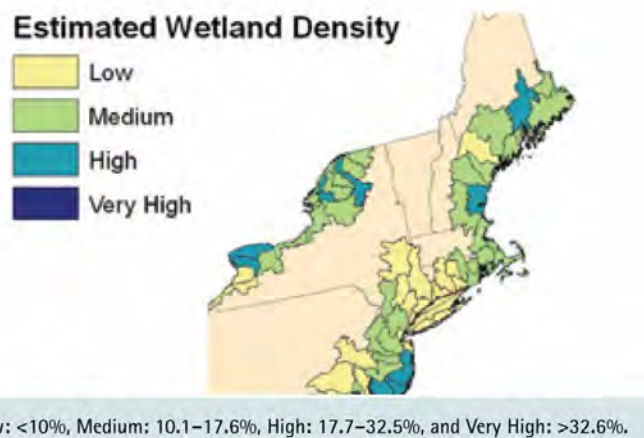 Estimated Wetland Density
Low
Medium
High
Very High
<10%, Medium: 10.1–17.6%, High: 17.7–32.5%, and Very High: >32.6%.